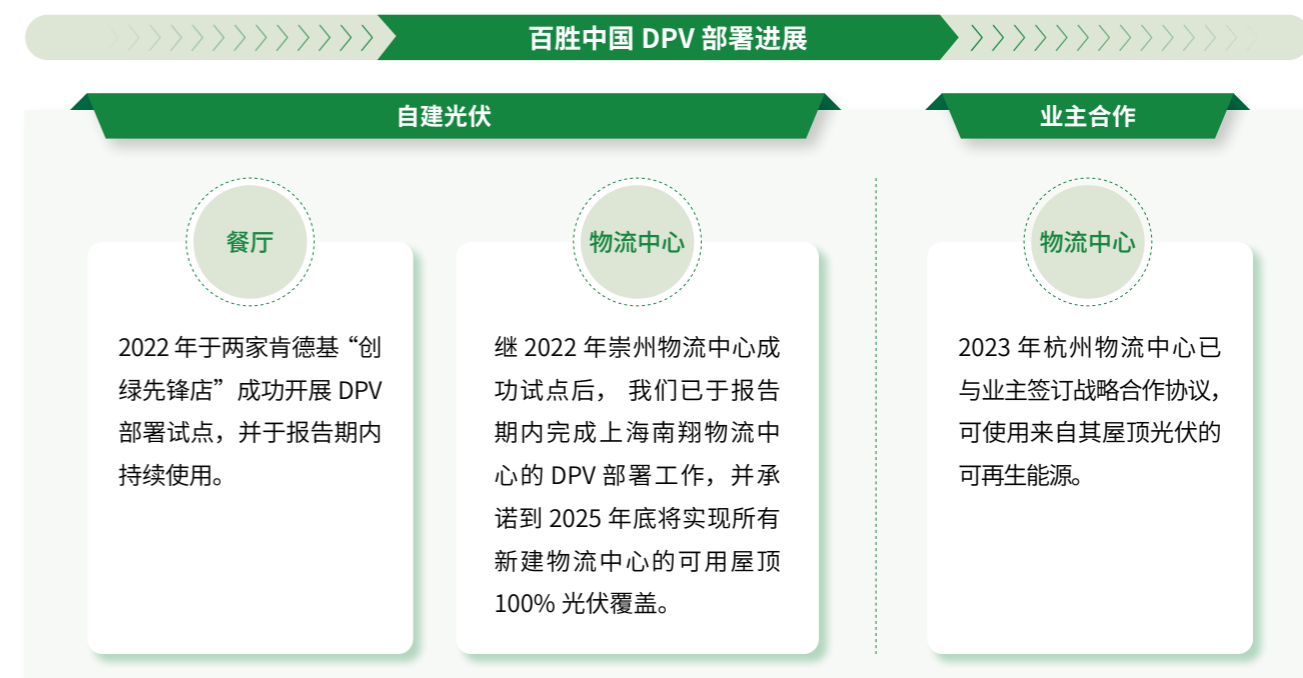 百胜中国 DPV 部署进展
自建光伏
餐厅
2022 年于两家肯德基“创
绿先锋店”成功开展 DPV
部署试点，并于报告期内
持续使用。
物流中心
继 2022 年崇州物流中心成
功试点后， 我们已于报告
期内完成上海南翔物流中
心的 DPV 部署工作，并承
诺到 2025 年底将实现所有
新建物流中心的可用屋顶
100% 光伏覆盖。
业主合作
物流中心
2023 年杭州物流中心已
与业主签订战略合作协议，
可使用来自其屋顶光伏的
可再生能源。